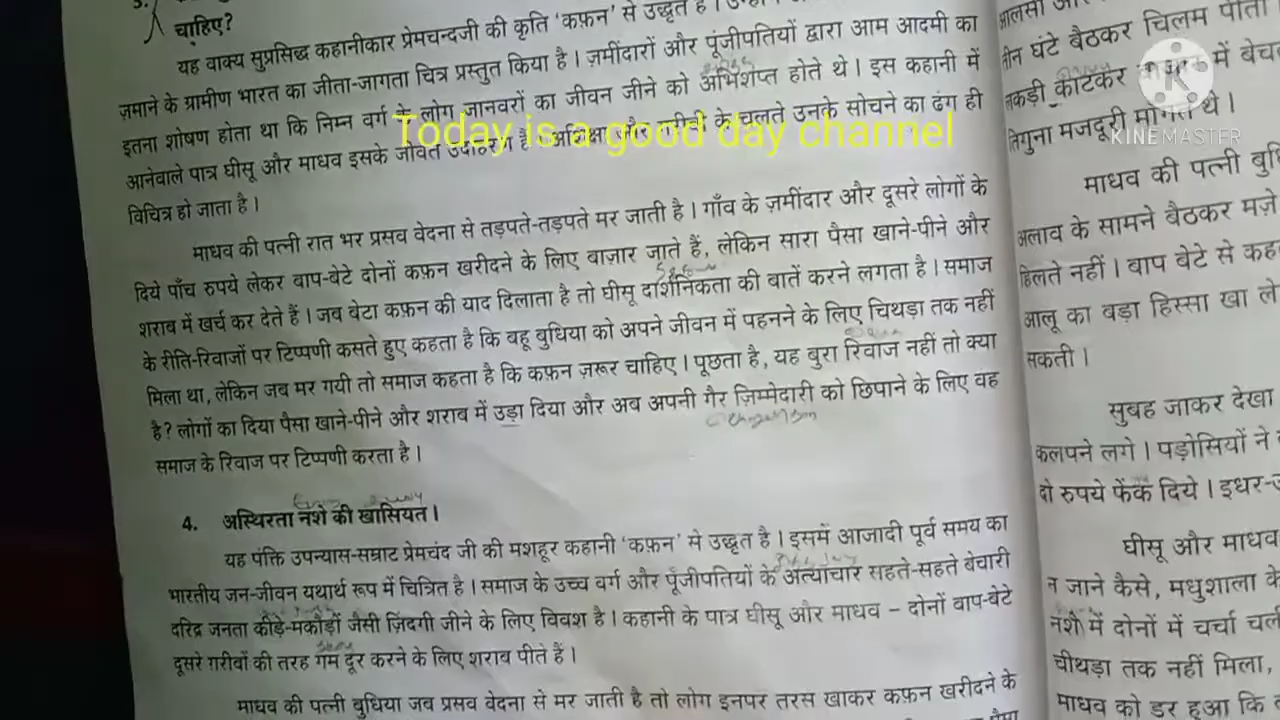 3.
चाहिए?
यह वाक्य सुप्रसिद्ध कहानीकार प्रेमचन्दजी की कृति 'कफ़न' से उद्धृत है।
ज़माने के ग्रामीण भारत का जीता-जागता चित्र प्रस्तुत किया है। ज़मींदारों और पूंजीपतियों द्वारा आम आदमी का
इतना शोषण होता था कि निम्न वर्ग के लोग जानवरों का जीवन जीने को अभिशप्त होते थे। इस कहानी में
आनेवाले पात्र घीसू और माधव इसके जीवंत उदाहरण हैं। के चलते उनके सोचने का ढंग ही
विचित्र हो जाता है।
माधव की पत्नी रात भर प्रसव वेदना से तड़पते-तड़पते मर जाती है। गाँव के ज़मींदार और दूसरे लोगों के
दिये पाँच रुपये लेकर बाप-बेटे दोनों कफ़न खरीदने के लिए बाज़ार जाते हैं, लेकिन सारा पैसा खाने-पीने और
शराब में खर्च कर देते हैं। जब बेटा कफ़न की याद दिलाता है तो घीसू दार्शनिकता की बातें करने लगता है। समाज
के रीति-रिवाजों पर टिप्पणी कसते हुए कहता है कि बहू बुधिया को अपने जीवन में पहनने के लिए चिथड़ा तक नहीं
मिला था, लेकिन जब मर गयी तो समाज कहता है कि कफ़न ज़रूर चाहिए। पूछता है, यह बुरा रिवाज नहीं तो क्या
है? लोगों का दिया पैसा खाने-पीने और शराब में उड़ा दिया और अब अपनी गैर ज़िम्मेदारी को छिपाने के लिए वह
समाज के रिवाज पर टिप्पणी करता है।
4. अस्थिरता नशे की खासियत।
यह पंक्ति उपन्यास-सम्राट प्रेमचंद जी की मशहूर कहानी 'कफ़न' से उद्धृत है। इसमें आजादी पूर्व समय का
भारतीय जन-जीवन यथार्थ रूप में चित्रित है। समाज के उच्च वर्ग और पूंजीपतियों के अत्याचार सहते-सहते बेचारी
दरिद्र जनता कीड़े-मकौड़ों जैसी ज़िंदगी जीने के लिए विवश है। कहानी के पात्र घीसू और माधव – दोनों बाप-बेटे
दूसरे ग़रीबों की तरह ग़म दूर करने के लिए शराब पीते हैं।
माधव की पत्नी बुधिया जब प्रसव वेदना से मर जाती है तो लोग इनपर तरस खाकर कफ़न खरीदने के
आलसी और
घंटे बैठकर चिलम पीता
लकड़ी काटकर में
तिगुना मजदूरी माँगते थे।
माधव की पत्नी
अलाव के सामने बैठकर मज़े
हिलते नहीं। बाप बेटे से
आलू का बड़ा हिस्सा खा
सकती।
सुबह जाकर देखा
कलपने लगे। पड़ोसियों ने
दो रुपये फेंक दिये।
घीसू और माधव
न जाने कैसे, मधुशाला के
नशे में दोनों में चर्चा
चीथड़ा तक नहीं मिला,
माधव को डर हुआ कि
Today is a good day channel
KINEMASTER